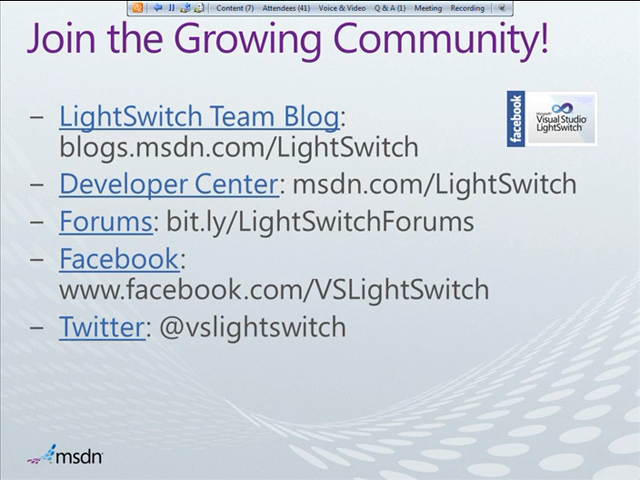 Content (7) Attendees (41) Voice & Video Q & A (1) Meeting Recording
Join the Growing Community!
– LightSwitch Team Blog:
blogs.msdn.com/LightSwitch
– Developer Center: msdn.com/LightSwitch
– Forums: bit.ly/LightSwitchForums
– Facebook:
www.facebook.com/VSLightSwitch
– Twitter: @vslightswitch
facebook
Microsoft
Visual Studio
LightSwitch
msdn